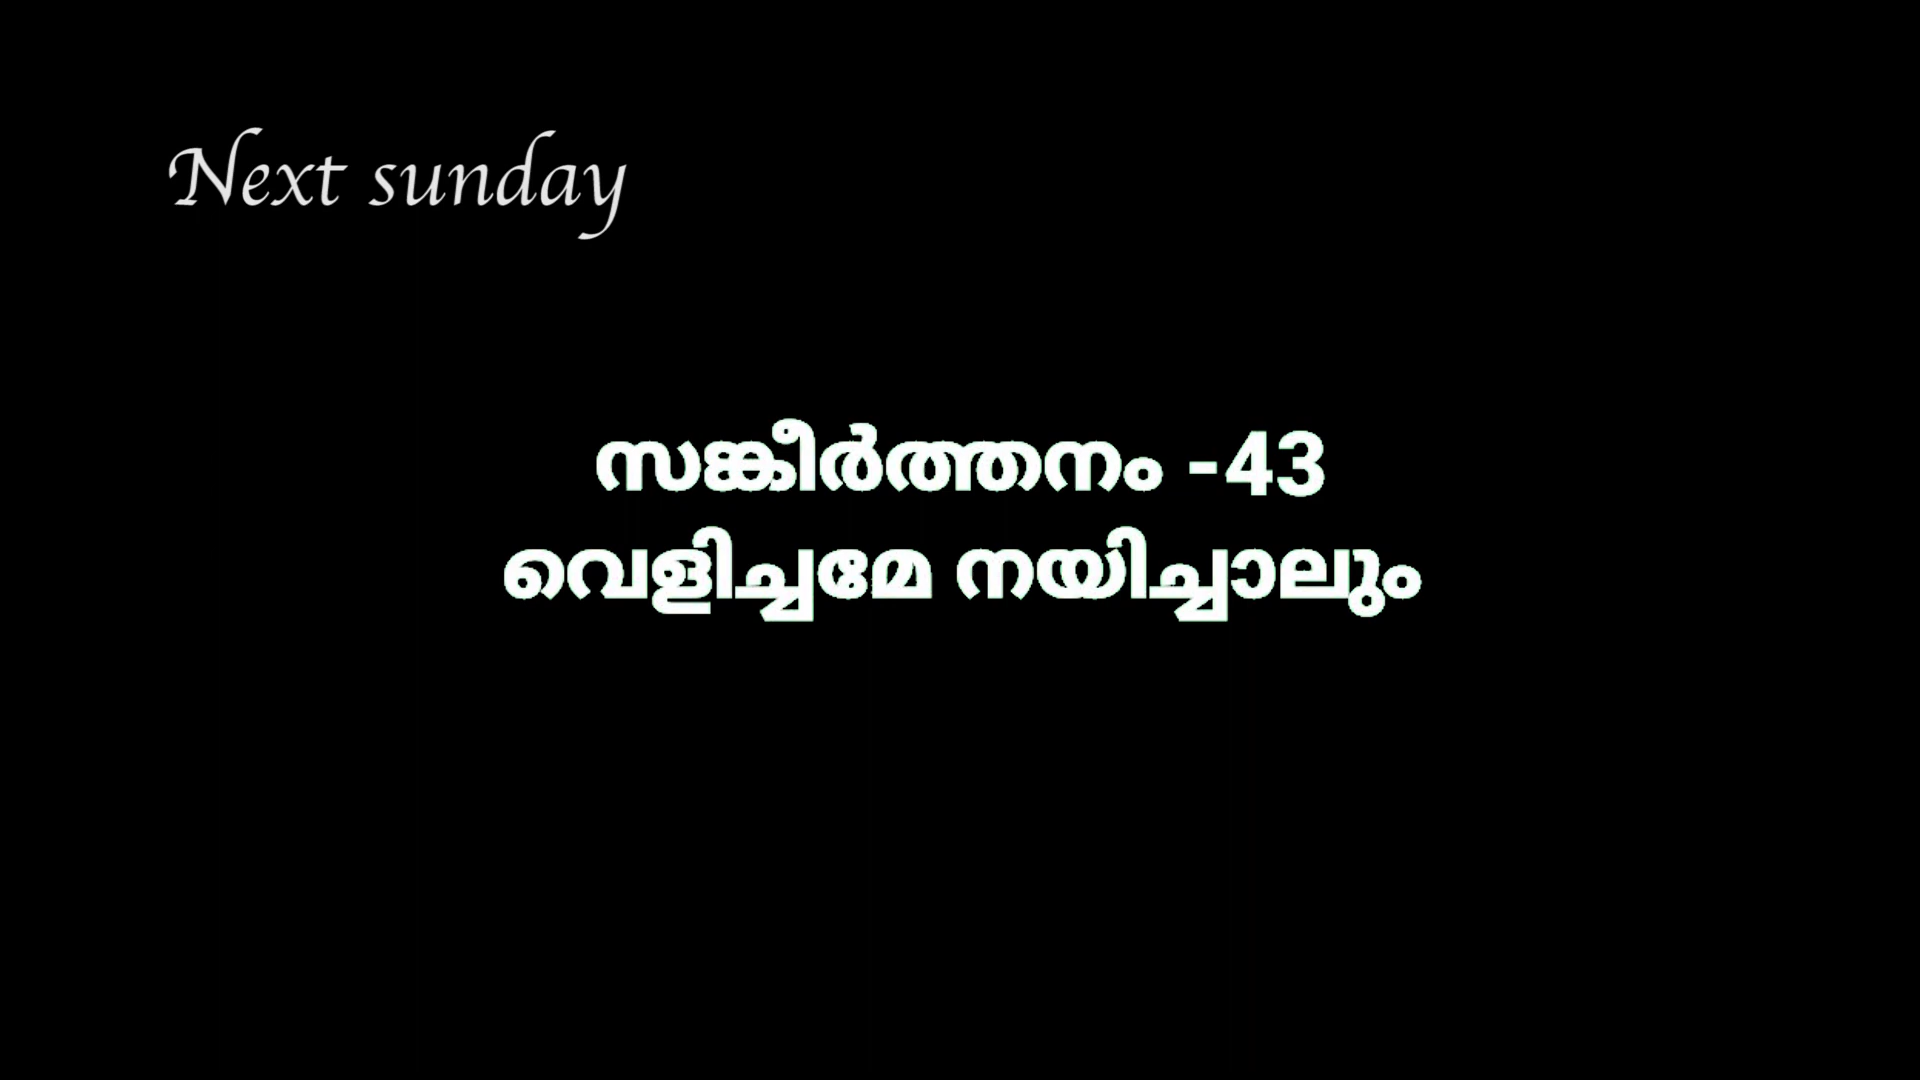 Next sunday
സങ്കീർത്തനം -43
വെളിച്ചമേ നയിച്ചാലും